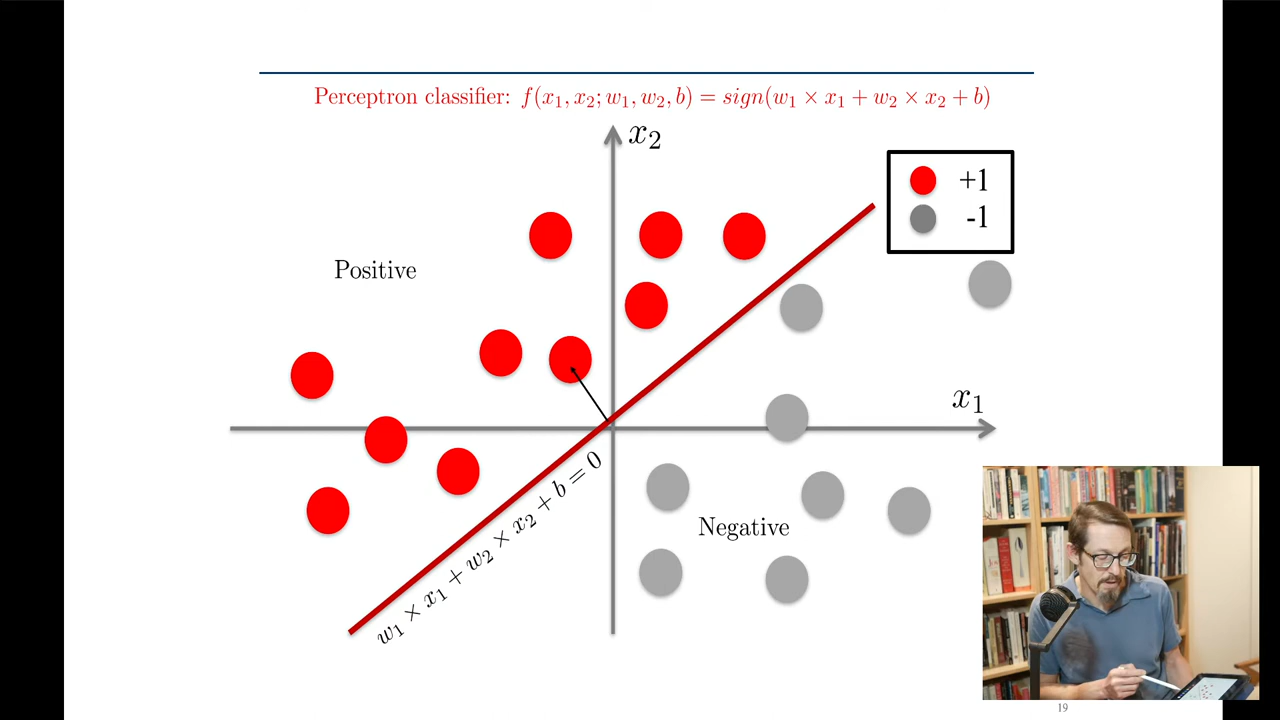 Perceptron classifier: f(x₁, x₂; w₁, w₂, b) = sign(w₁ × x₁ + w₂ × x₂ + b)
x₂
+1
-1
Positive
x₁
w₁ × x₁ + w₂ × x₂ + b = 0
Negative
19